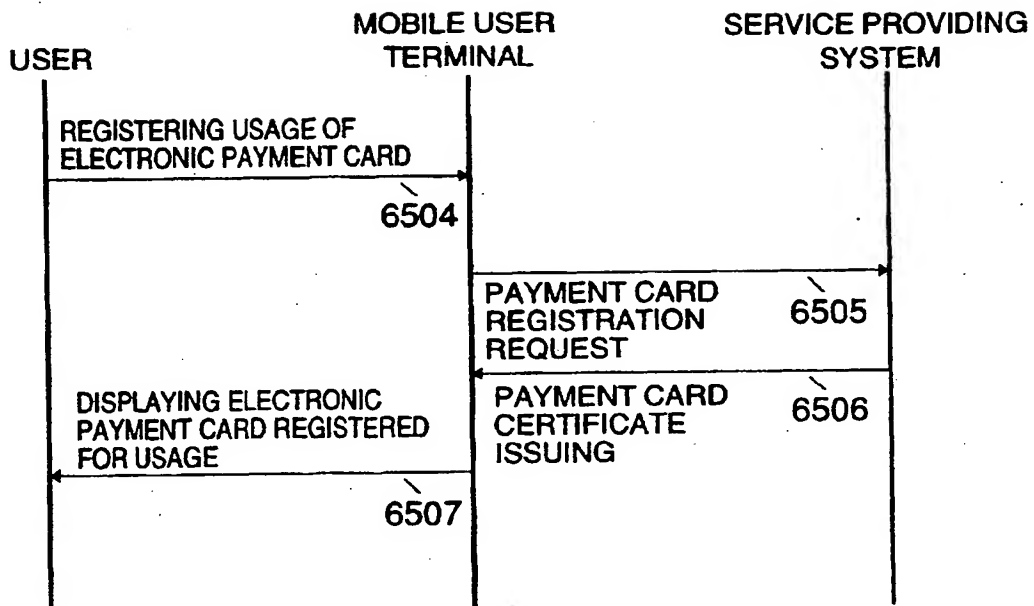 USER
MOBILE USER
TERMINAL
SERVICE PROVIDING
SYSTEM
REGISTERING USAGE OF
ELECTRONIC PAYMENT CARD
6504
PAYMENT CARD
REGISTRATION
REQUEST
6505
DISPLAYING ELECTRONIC
PAYMENT CARD REGISTERED
FOR USAGE
PAYMENT CARD
CERTIFICATE
ISSUING
6506
6507